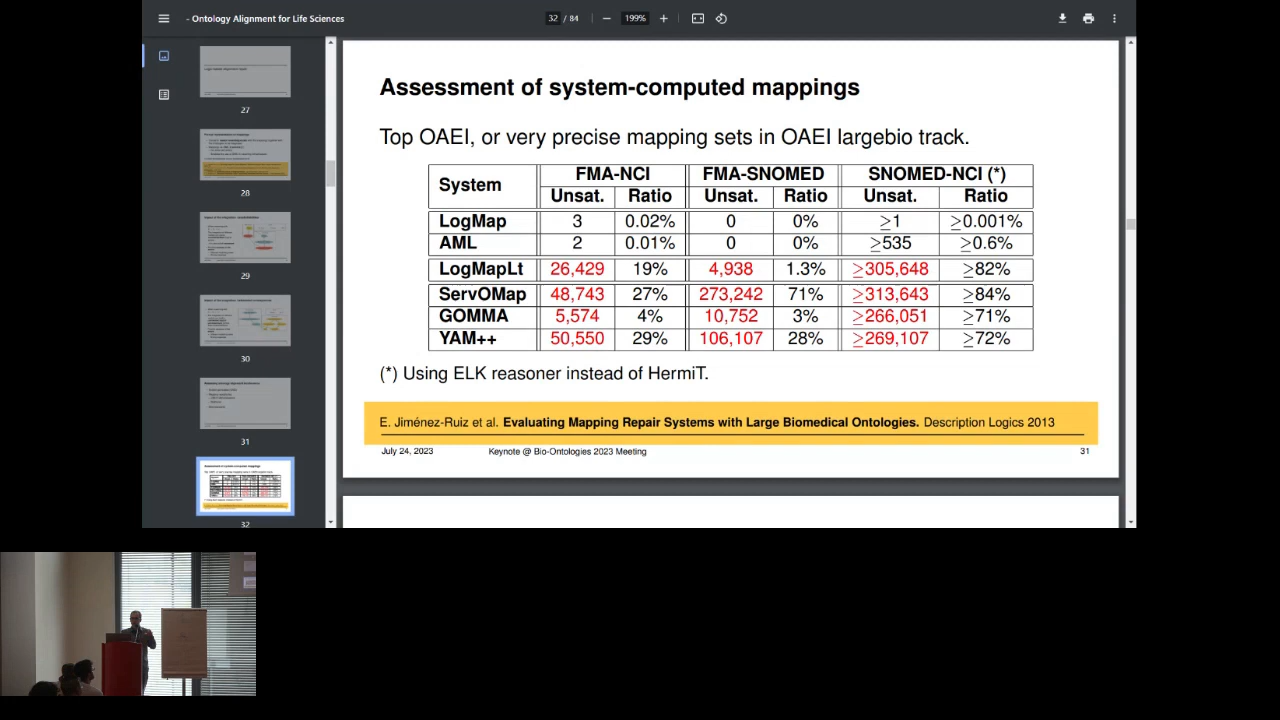 - Ontology Alignment for Life Sciences
32 / 84
199%
27
28
29
30
31
32
Assessment of system-computed mappings
Top OAEI, or very precise mapping sets in OAEI largebio track.
System FMA-NCI FMA-SNOMED SNOMED-NCI (*)
Unsat. Ratio Unsat. Ratio Unsat. Ratio
LogMap 3 0.02% 0 0% ≥1 ≥0.001%
AML 2 0.01% 0 0% ≥535 ≥0.6%
LogMapLt 26,429 19% 4,938 1.3% ≥305,648 ≥82%
ServOMap 48,743 27% 273,242 71% ≥313,643 ≥84%
GOMMA 5,574 4% 10,752 3% ≥266,051 ≥71%
YAM++ 50,550 29% 106,107 28% ≥269,107 ≥72%
(*) Using ELK reasoner instead of HermiT.
E. Jiménez-Ruiz et al. Evaluating Mapping Repair Systems with Large Biomedical Ontologies. Description Logics 2013
July 24, 2023 Keynote @ Bio-Ontologies 2023 Meeting 31